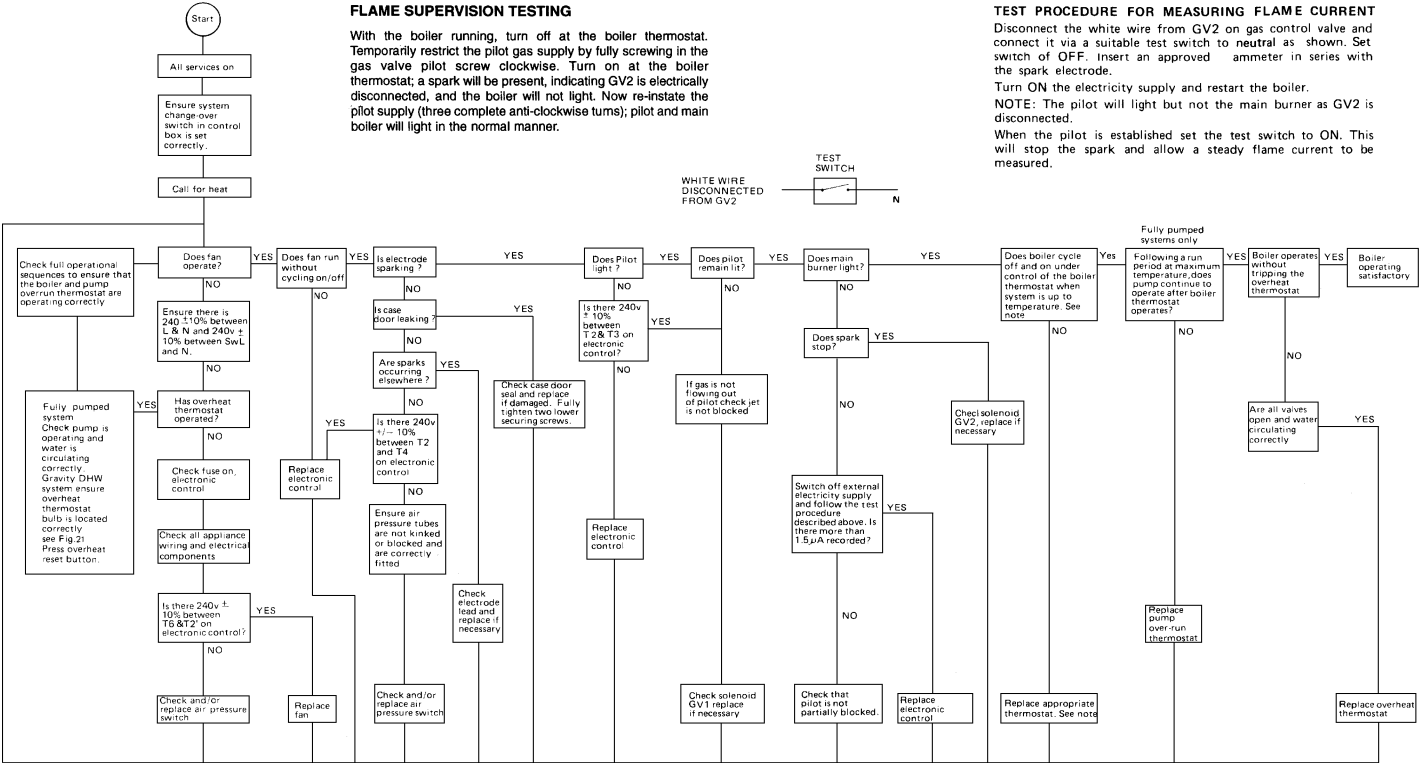 Start
All services on
Ensure system
change-over
switch in control
box is set
correctly.
Call for heat
FLAME SUPERVISION TESTING
With the boiler running, turn off at the boiler thermostat.
Temporarily restrict the pilot gas supply by fully screwing in the
gas valve pilot screw clockwise. Turn on at the boiler
thermostat; a spark will be present, indicating GV2 is electrically
disconnected, and the boiler will not light. Now re-instate the
pilot supply (three complete anti-clockwise turns); pilot and main
boiler will light in the normal manner.
TEST PROCEDURE FOR MEASURING FLAME CURRENT
Disconnect the white wire from GV2 on gas control valve and
connect it via a suitable test switch to neutral as shown. Set
switch of OFF. Insert an approved ammeter in series with
the spark electrode.
Turn ON the electricity supply and restart the boiler.
NOTE: The pilot will light but not the main burner as GV2 is
disconnected.
When the pilot is established set the test switch to ON. This
will stop the spark and allow a steady flame current to be
measured.
TEST
SWITCH
WHITE WIRE
DISCONNECTED
FROM GV2
N
Check full operational
sequences to ensure that
the boiler and pump
overrun thermostat are
operating correctly
Does fan
operate?
YES
Does fan run
without
cycling on/off
YES
Is electrode
sparking ?
YES
Does Pilot
light ?
YES
Does pilot
remain lit?
YES
Does main
burner light?
YES
Does boiler cycle
off and on under
control of the boiler
thermostat when
system is up to
temperature. See
note
Yes
Fully pumped
systems only
Following a run
period at maximum
temperature, does
pump continue to
operate after boiler
thermostat
operates?
YES
Boiler operates
without
tripping the
overheat
thermostat
YES
Boiler
operating
satisfactory
NO
NO
NO
NO
NO
NO
NO
NO
Ensure there is
240 ±10% between
L & N and 240v ±
10% between SwL
and N.
NO
Is case
door leaking ?
YES
NO
Is there 240v
± 10%
between
T2 & T3 on
electronic
control?
YES
NO
Does spark
stop?
YES
NO
Are sparks
occurring
elsewhere ?
YES
NO
Check case door
seal and replace
if damaged. Fully
tighten two lower
securing screws.
If gas is not
flowing out
of pilot check jet
is not blocked
Fully pumped
system
Check pump is
operating and
water is
circulating
correctly.
Gravity DHW
system ensure
overheat
thermostat
bulb is located
correctly
see Fig.21
Press overheat
reset button.
YES
Has overheat
thermostat
operated?
NO
Check fuse on,
electronic
control
Replace
electronic
control
YES
Is there 240v
+/- 10%
between T2
and T4
on electronic
control
NO
Check solenoid
GV2, replace if
necessary
Are all valves
open and water
circulating
correctly
YES
Check all appliance
wiring and electrical
components
Ensure air
pressure tubes
are not kinked
or blocked and
are correctly
fitted
Replace
electronic
control
Switch off external
electricity supply
and follow the test
procedure
described above. Is
there more than
1.5µA recorded?
YES
NO
Is there 240v ±
10% between
T6 &T2' on
electronic control?
YES
NO
Check
electrode
lead and
replace if
necessary
Replace
pump
over-run
thermostat
Check and/or
replace air pressure
switch
Replace
fan
Check and/or
replace air
pressure switch
Check solenoid
GV1 replace
if necessary
Check that
pilot is not
partially blocked.
Replace
electronic
control
Replace appropriate
thermostat. See note
Replace overheat
thermostat